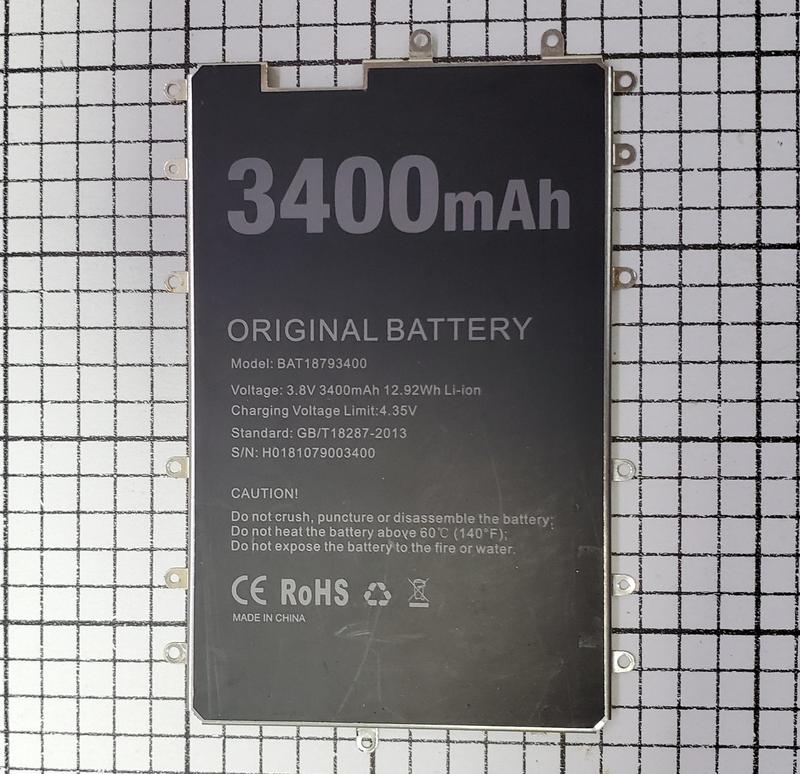 3400mAh
ORIGINAL BATTERY
Model: BAT18793400
Voltage: 3.8V 3400mAh 12.92Wh Li-ion
Charging Voltage Limit:4.35V
Standard: GB/T18287-2013
S/N: H0181079003400
CAUTION!
Do not crush, puncture or disassemble the battery;
Do not heat the battery above 60℃ (140°F);
Do not expose the battery to the fire or water.
CE RoHS
MADE IN CHINA